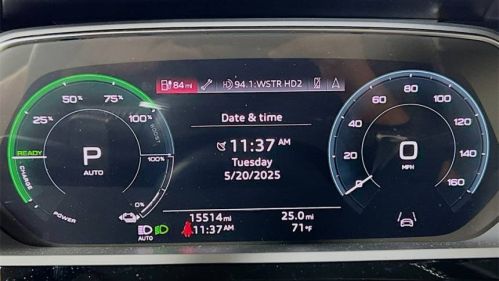 84 mi 94.1:WSTR HD2 A
Date & time
11:37 AM
Tuesday
5/20/2025
15514 mi 25.0 mi
11:37 AM 71°F
25% 50% 75% 100%
BOOST
READY
P
AUTO
100%
0%
CHARGE
POWER
AUTO
0 20 40 60 80 100 120 140 160
0
MPH